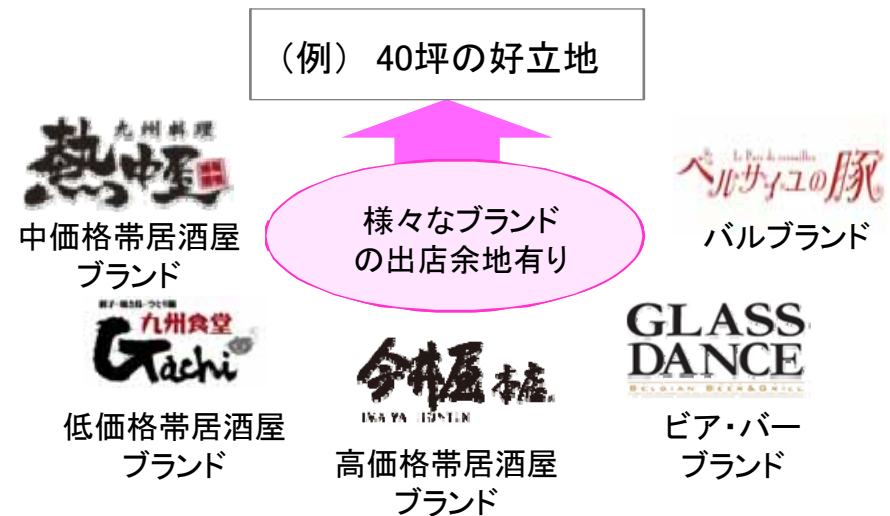 （例） 40坪の好立地
九州料理
熱中屋
中価格帯居酒屋
ブランド
様々なブランド
の出店余地有り
ベルサイユの豚
バルブランド
九州食堂
Gachi
低価格帯居酒屋
ブランド
今井屋本店
高価格帯居酒屋
ブランド
GLASS
DANCE
BELGIAN BEER&GRILL
ビア・バー
ブランド